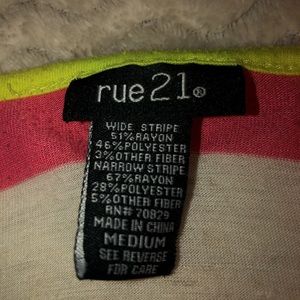 rue21®
WIDE STRIPE
51%RAYON
46%POLYESTER
3%OTHER FIBER
NARROW STRIPE
67%RAYON
28%POLYESTER
5%OTHER FIBER
RN# 70829
MADE IN CHINA
MEDIUM
SEE REVERSE
FOR CARE